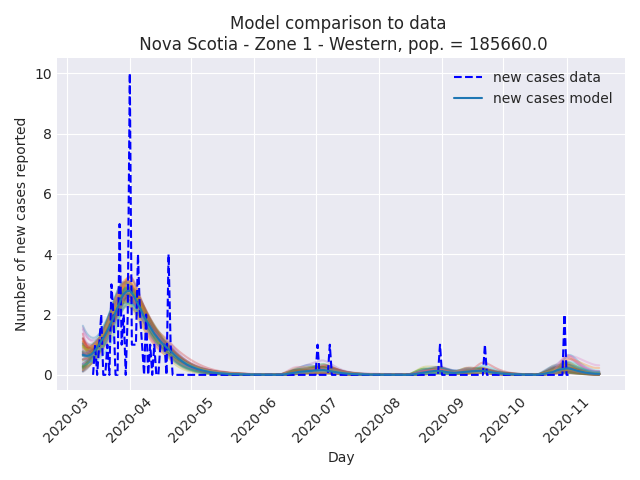 Model comparison to data
Nova Scotia - Zone 1 - Western, pop. = 185660.0
new cases data
new cases model
Number of new cases reported
10
8
6
4
2
0
2020-03
2020-04
2020-05
2020-06
2020-07
2020-08
2020-09
2020-10
2020-11
Day